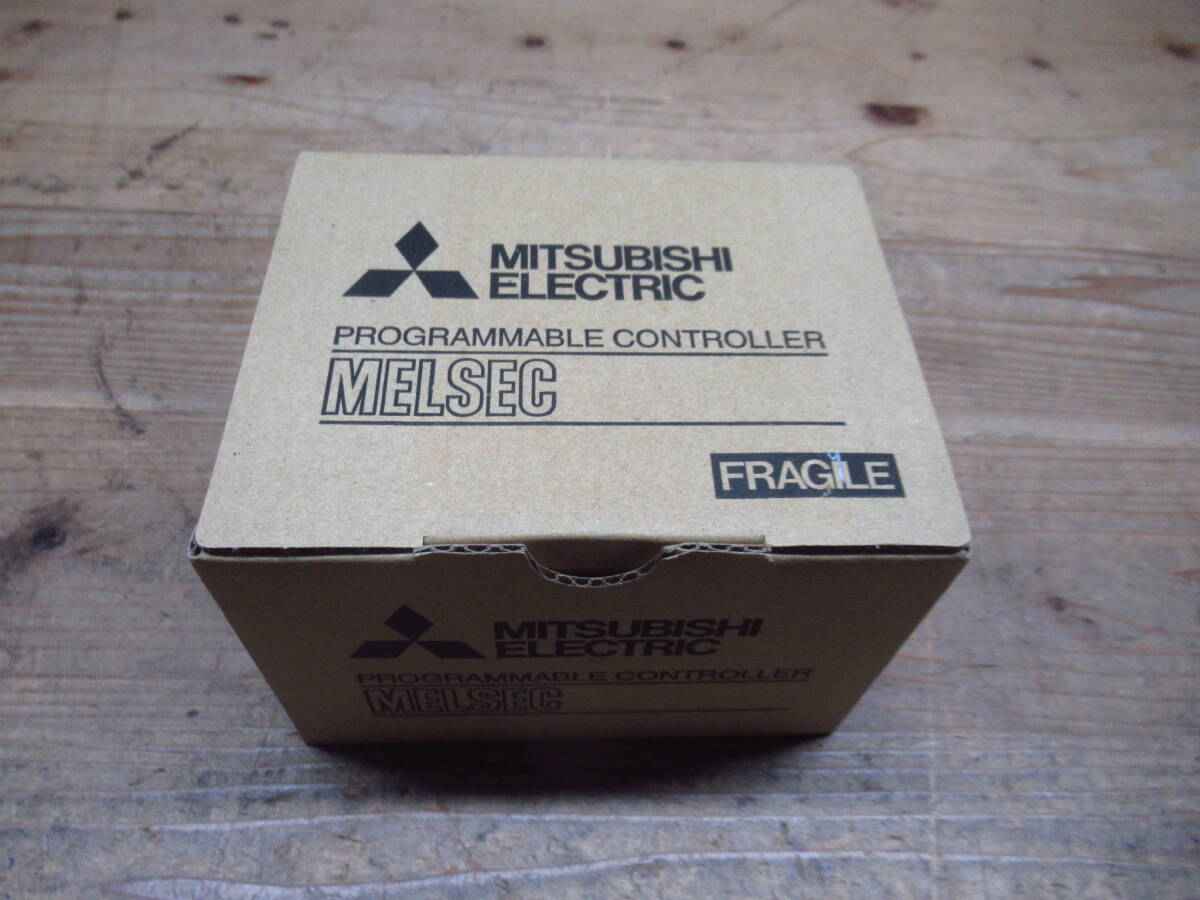 MITSUBISHI
ELECTRIC
PROGRAMMABLE CONTROLLER
MELSEC
FRAGILE
MITSUBISHI
ELECTRIC
PROGRAMMABLE CONTROLLER
MELSEC